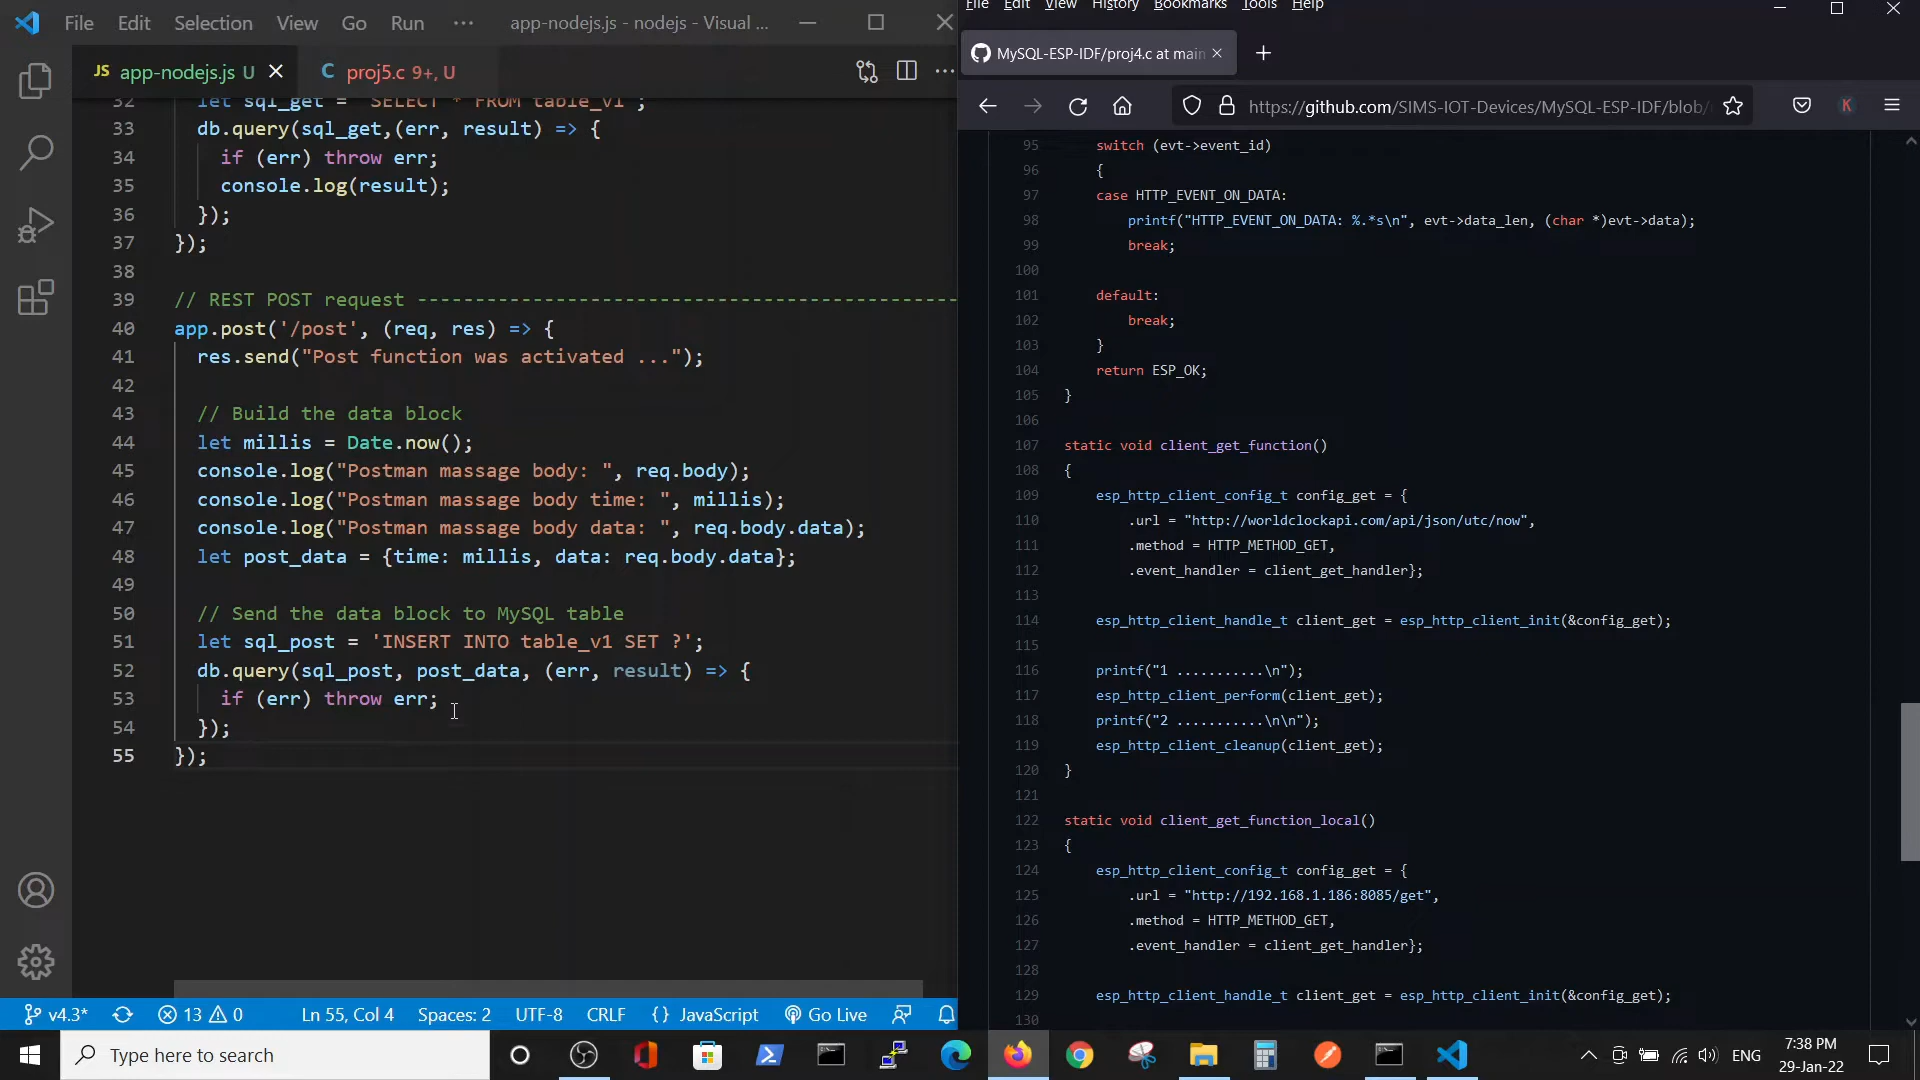 File Edit Selection View Go Run ··· app-nodejs.js - nodejs - Visual ...
JS app-nodejs.js U
C proj5.c 9+, U
32 let sql_get = 'SELECT * FROM table_v1';
33 db.query(sql_get,(err, result) => {
34 if (err) throw err;
35 console.log(result);
36 });
37 });
38
39 // REST POST request -----------------------------------------------
40 app.post('/post', (req, res) => {
41 res.send("Post function was activated ...");
42
43 // Build the data block
44 let millis = Date.now();
45 console.log("Postman massage body: ", req.body);
46 console.log("Postman massage body time: ", millis);
47 console.log("Postman massage body data: ", req.body.data);
48 let post_data = {time: millis, data: req.body.data};
49
50 // Send the data block to MySQL table
51 let sql_post = 'INSERT INTO table_v1 SET ?';
52 db.query(sql_post, post_data, (err, result) => {
53 if (err) throw err;
54 });
55 });
v4.3* 13 0 Ln 55, Col 4 Spaces: 2 UTF-8 CRLF {} JavaScript Go Live
File Edit View History Bookmarks Tools Help
MySQL-ESP-IDF/proj4.c at main
https://github.com/SIMS-IOT-Devices/MySQL-ESP-IDF/blob/
K
95 switch (evt->event_id)
96 {
97 case HTTP_EVENT_ON_DATA:
98 printf("HTTP_EVENT_ON_DATA: %.*s\n", evt->data_len, (char *)evt->data);
99 break;
100
101 default:
102 break;
103 }
104 return ESP_OK;
105 }
106
107 static void client_get_function()
108 {
109 esp_http_client_config_t config_get = {
110 .url = "http://worldclockapi.com/api/json/utc/now",
111 .method = HTTP_METHOD_GET,
112 .event_handler = client_get_handler};
113
114 esp_http_client_handle_t client_get = esp_http_client_init(&config_get);
115
116 printf("1 ...........\n");
117 esp_http_client_perform(client_get);
118 printf("2 ...........\n\n");
119 esp_http_client_cleanup(client_get);
120 }
121
122 static void client_get_function_local()
123 {
124 esp_http_client_config_t config_get = {
125 .url = "http://192.168.1.186:8085/get",
126 .method = HTTP_METHOD_GET,
127 .event_handler = client_get_handler};
128
129 esp_http_client_handle_t client_get = esp_http_client_init(&config_get);
130
Type here to search
ENG
7:38 PM
29-Jan-22